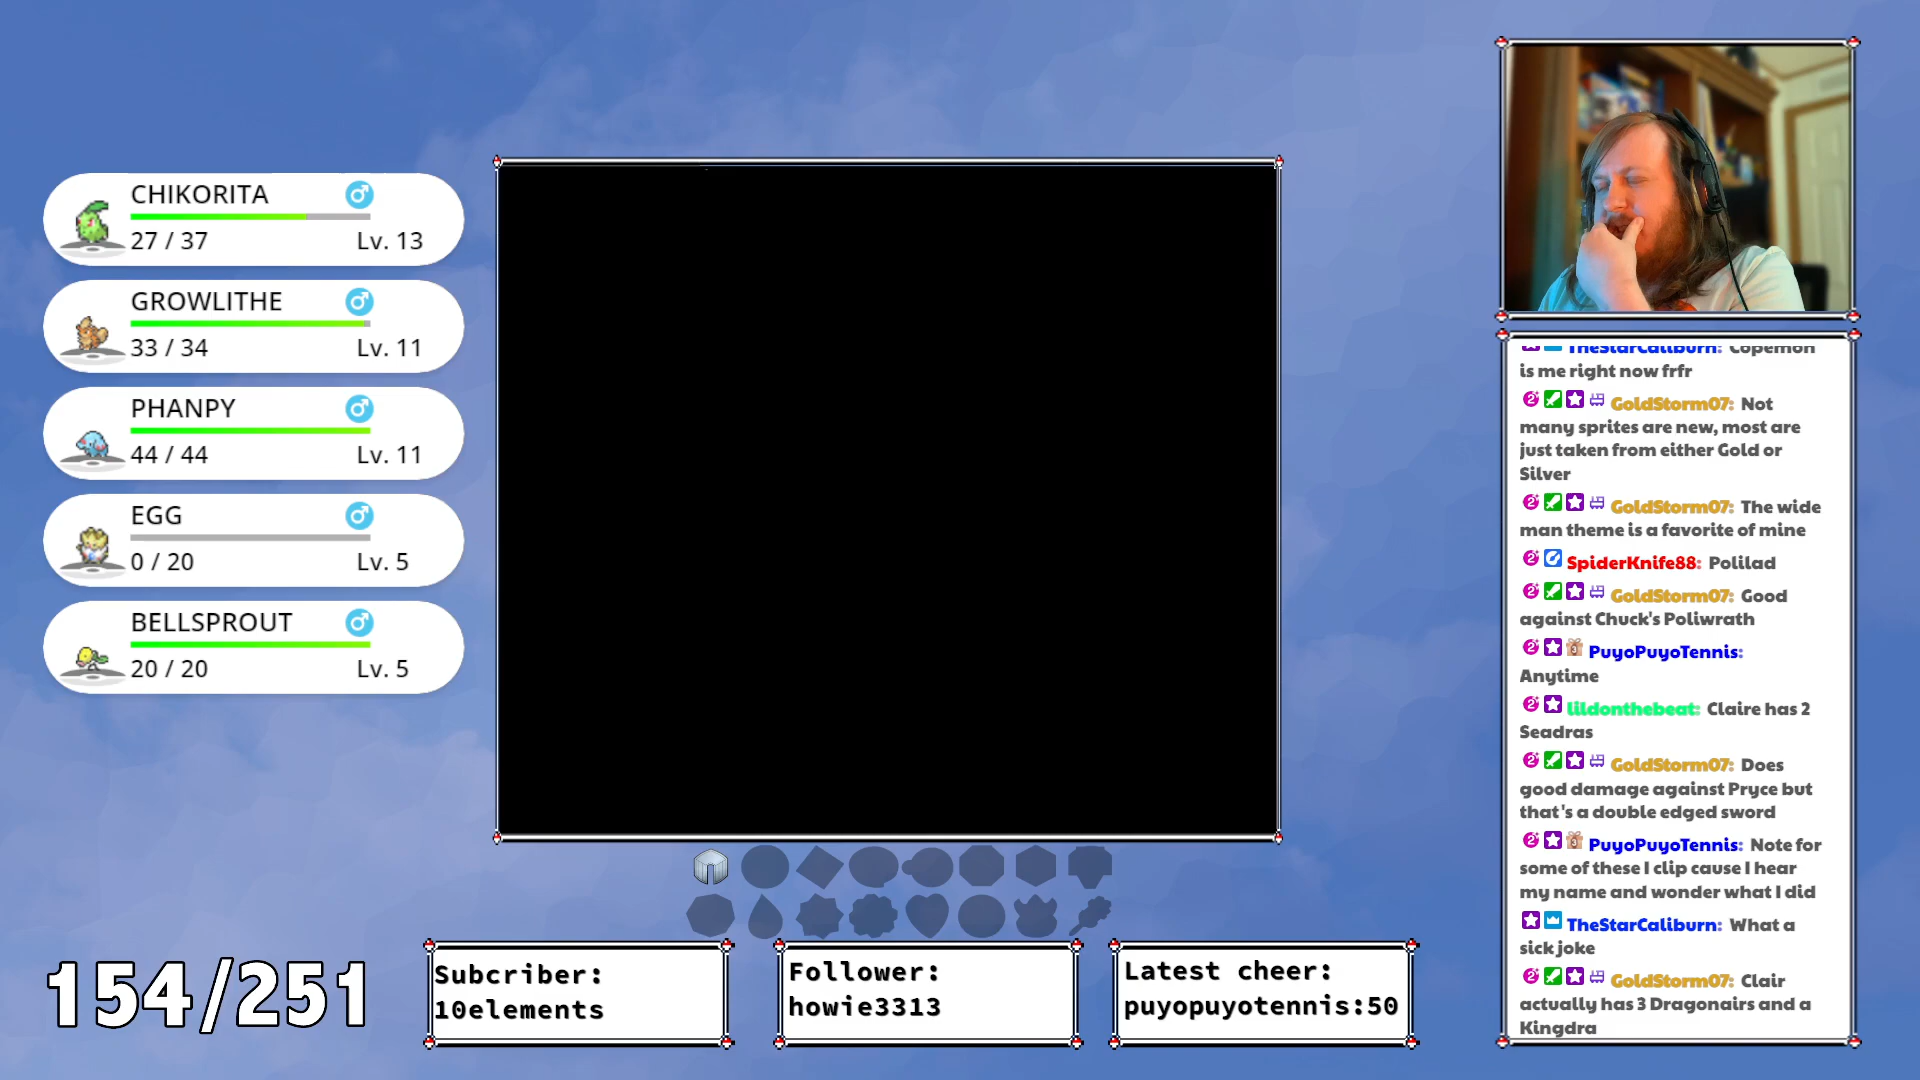 CHIKORITA
27 / 37 Lv. 13
GROWLITHE
33 / 34 Lv. 11
PHANPY
44 / 44 Lv. 11
EGG
0 / 20 Lv. 5
BELLSPROUT
20 / 20 Lv. 5
154/251
Subcriber:
10elements
Follower:
howie3313
Latest cheer:
puyopuyotennis:50
TheStarCaliburn: Copemon
is me right now frfr
GoldStorm07: Not
many sprites are new, most are
just taken from either Gold or
Silver
GoldStorm07: The wide
man theme is a favorite of mine
SpiderKnife88: Polilad
GoldStorm07: Good
against Chuck's Poliwrath
PuyoPuyoTennis:
Anytime
lildonthebeat: Claire has 2
Seadras
GoldStorm07: Does
good damage against Pryce but
that's a double edged sword
PuyoPuyoTennis: Note for
some of these I clip cause I hear
my name and wonder what I did
TheStarCaliburn: What a
sick joke
GoldStorm07: Clair
actually has 3 Dragonairs and a
Kingdra